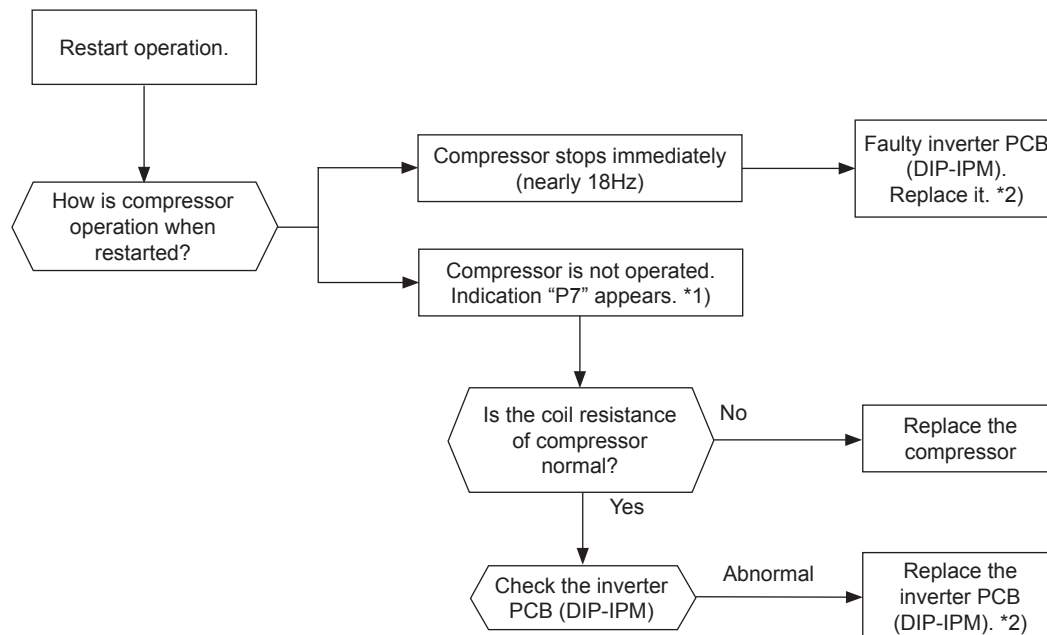 Restart operation.
How is compressor
operation when
restarted?
Compressor stops immediately
(nearly 18Hz)
Faulty inverter PCB
(DIP-IPM).
Replace it. *2)
Compressor is not operated.
Indication “P7” appears. *1)
Is the coil resistance
of compressor
normal?
No
Replace the
compressor
Yes
Check the inverter
PCB (DIP-IPM)
Abnormal
Replace the
inverter PCB
(DIP-IPM). *2)